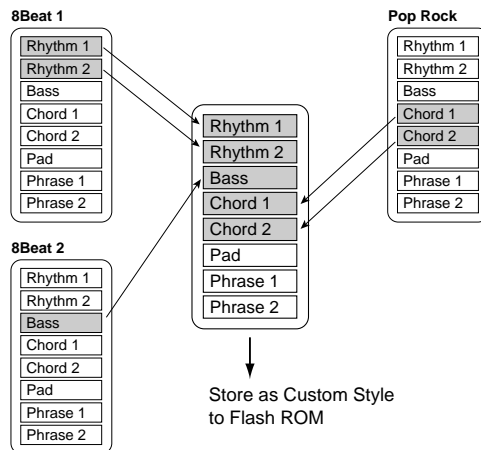 8Beat 1
Rhythm 1
Rhythm 2
Bass
Chord 1
Chord 2
Pad
Phrase 1
Phrase 2
8Beat 2
Rhythm 1
Rhythm 2
Bass
Chord 1
Chord 2
Pad
Phrase 1
Phrase 2
Rhythm 1
Rhythm 2
Bass
Chord 1
Chord 2
Pad
Phrase 1
Phrase 2
Store as Custom Style
to Flash ROM
Pop Rock
Rhythm 1
Rhythm 2
Bass
Chord 1
Chord 2
Pad
Phrase 1
Phrase 2